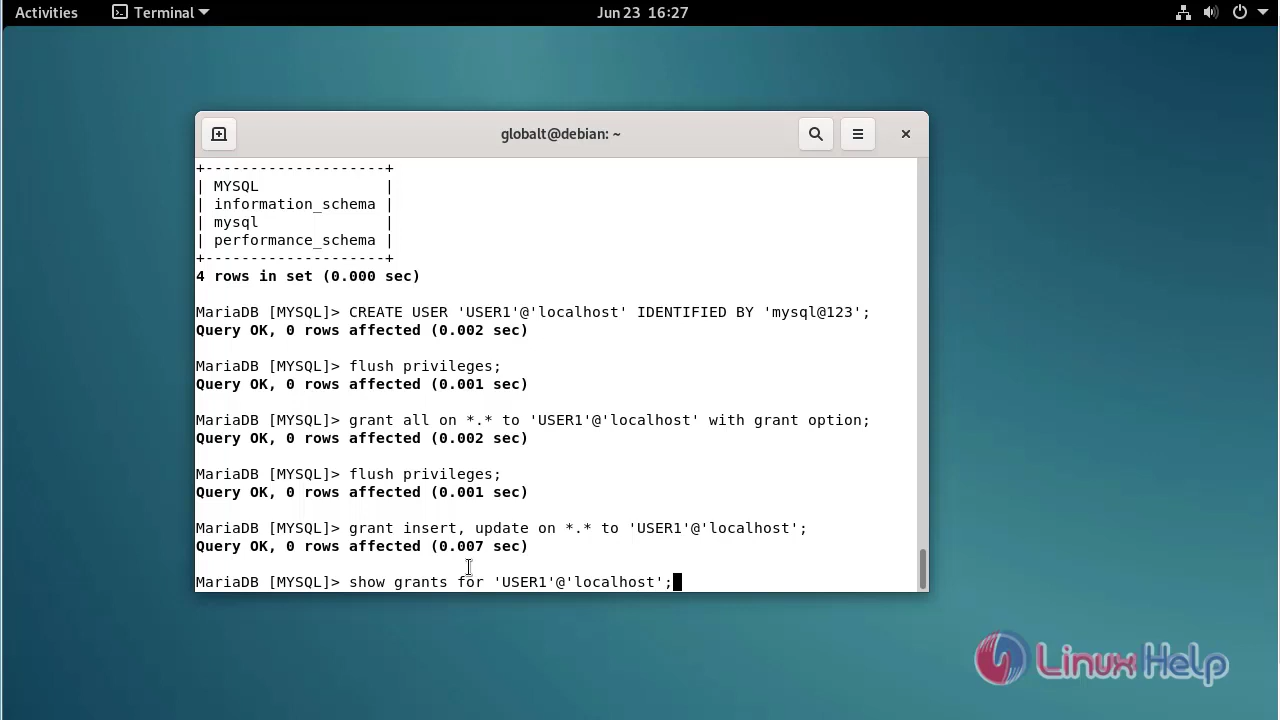 Activities Terminal Jun 23 16:27
globalt@debian: ~
+--------------------+
| MYSQL              |
| information_schema |
| mysql              |
| performance_schema |
+--------------------+
4 rows in set (0.000 sec)
MariaDB [MYSQL]> CREATE USER 'USER1'@'localhost' IDENTIFIED BY 'mysql@123';
Query OK, 0 rows affected (0.002 sec)
MariaDB [MYSQL]> flush privileges;
Query OK, 0 rows affected (0.001 sec)
MariaDB [MYSQL]> grant all on *.* to 'USER1'@'localhost' with grant option;
Query OK, 0 rows affected (0.002 sec)
MariaDB [MYSQL]> flush privileges;
Query OK, 0 rows affected (0.001 sec)
MariaDB [MYSQL]> grant insert, update on *.* to 'USER1'@'localhost';
Query OK, 0 rows affected (0.007 sec)
MariaDB [MYSQL]> show grants for 'USER1'@'localhost';
Linux Help